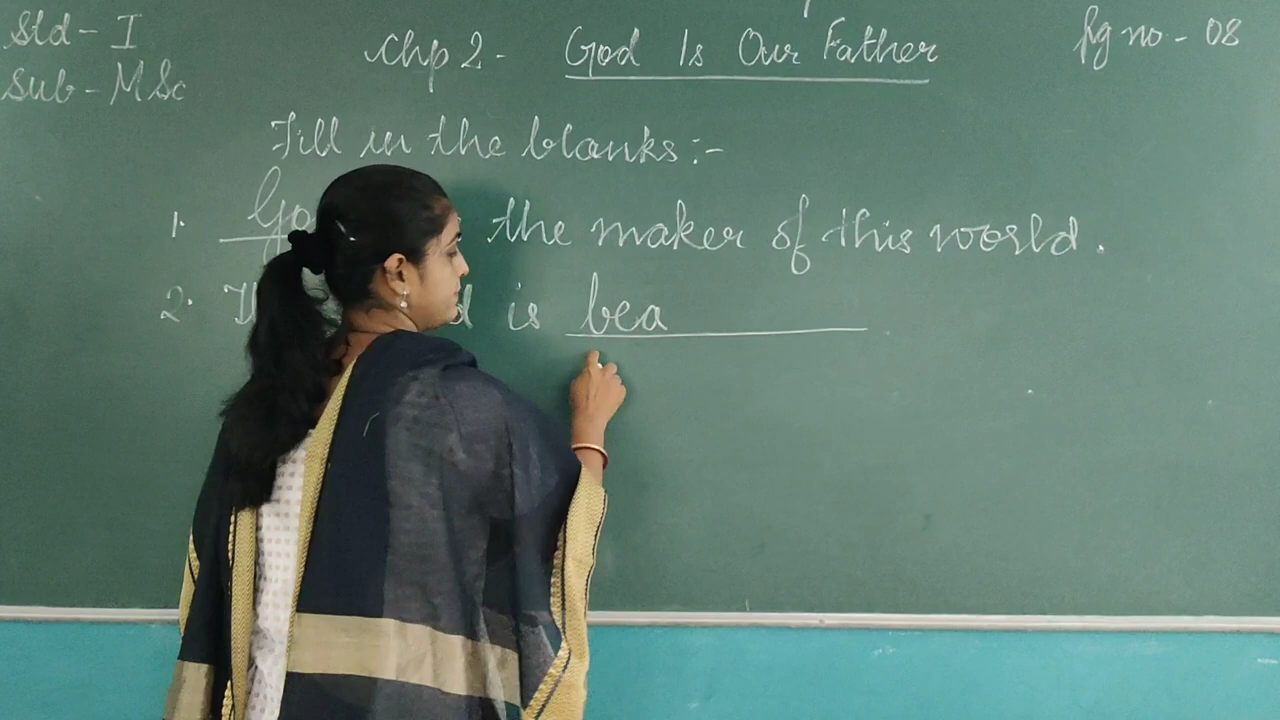 Std - I
Sub - MSc
Chp 2 - God Is Our Father
Pg no - 08
Fill in the blanks :-
1. the maker of this world.
2. is bea